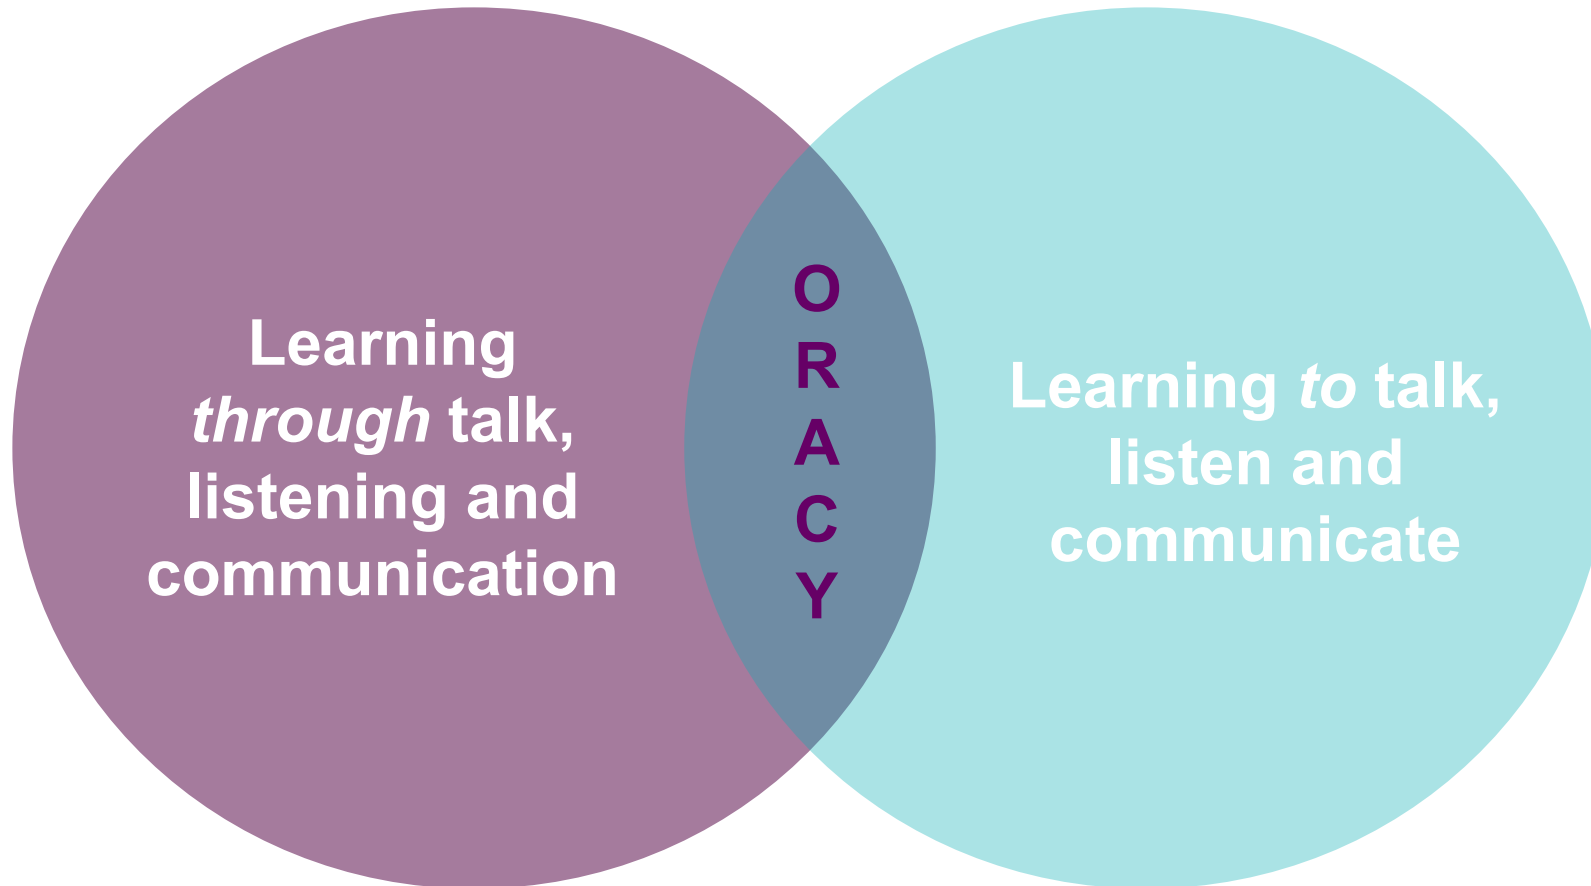 Learning
through talk,
listening and
communication
O
R
A
C
Y
Learning to talk,
listen and
communicate